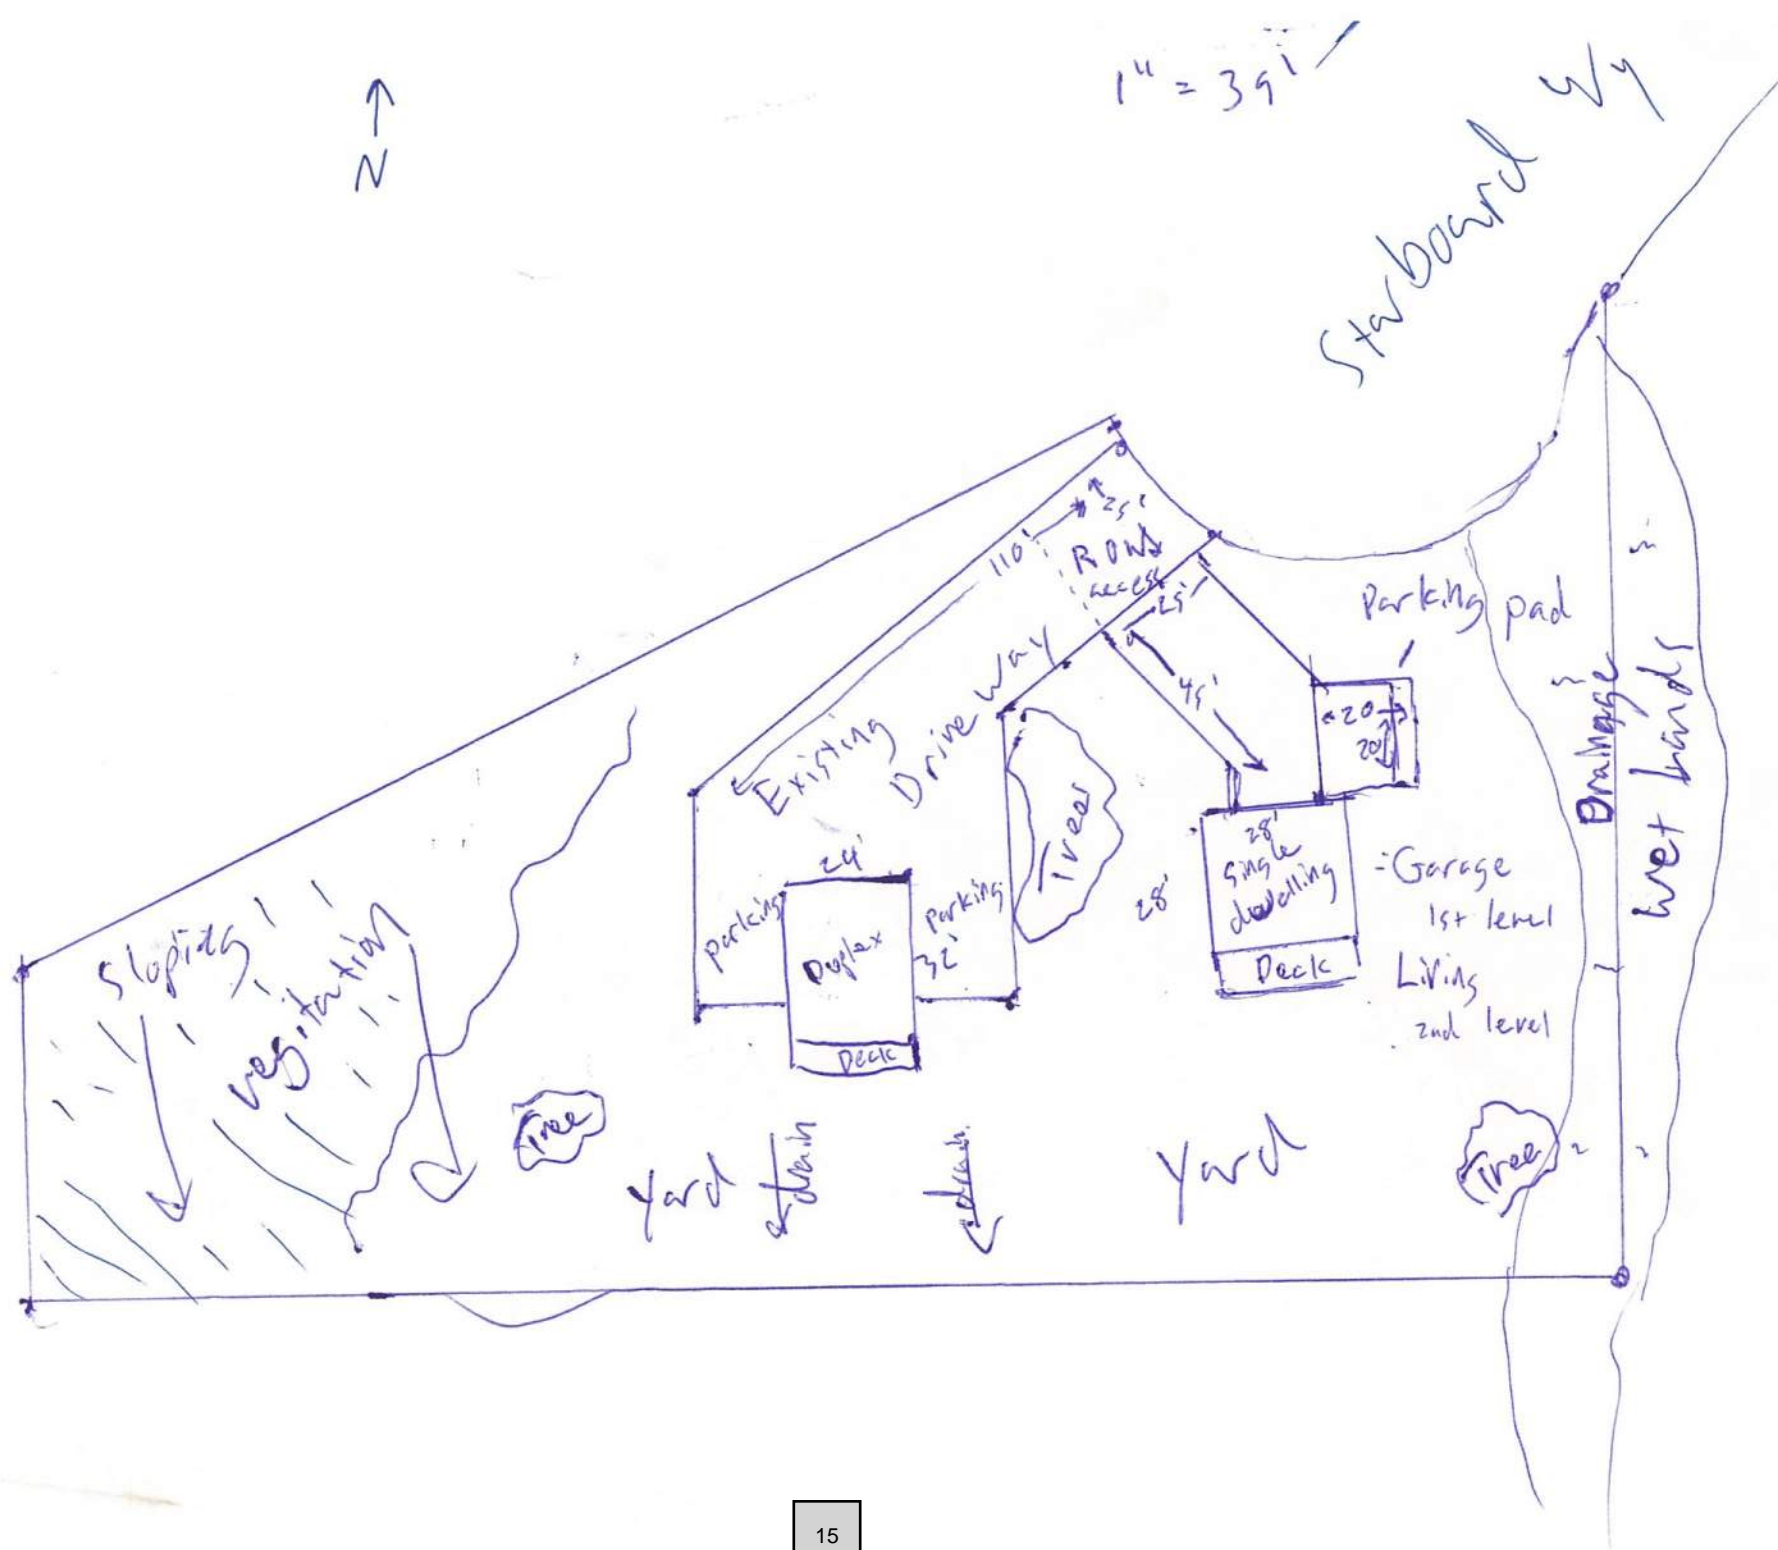 N
1" = 39'
Starboard Wy
110'
25'
ROW
access
25'
45'
Parking pad
20
20'
Existing
Drive Way
Trees
24'
parking
Duplex
32'
Parking
Deck
28'
28'
single
dwelling
Deck
- Garage
1st level
Living
2nd level
Drainage
Wet Lands
Sloping
vegitation
Tree
Yard
drain
drain
Yard
Tree
15